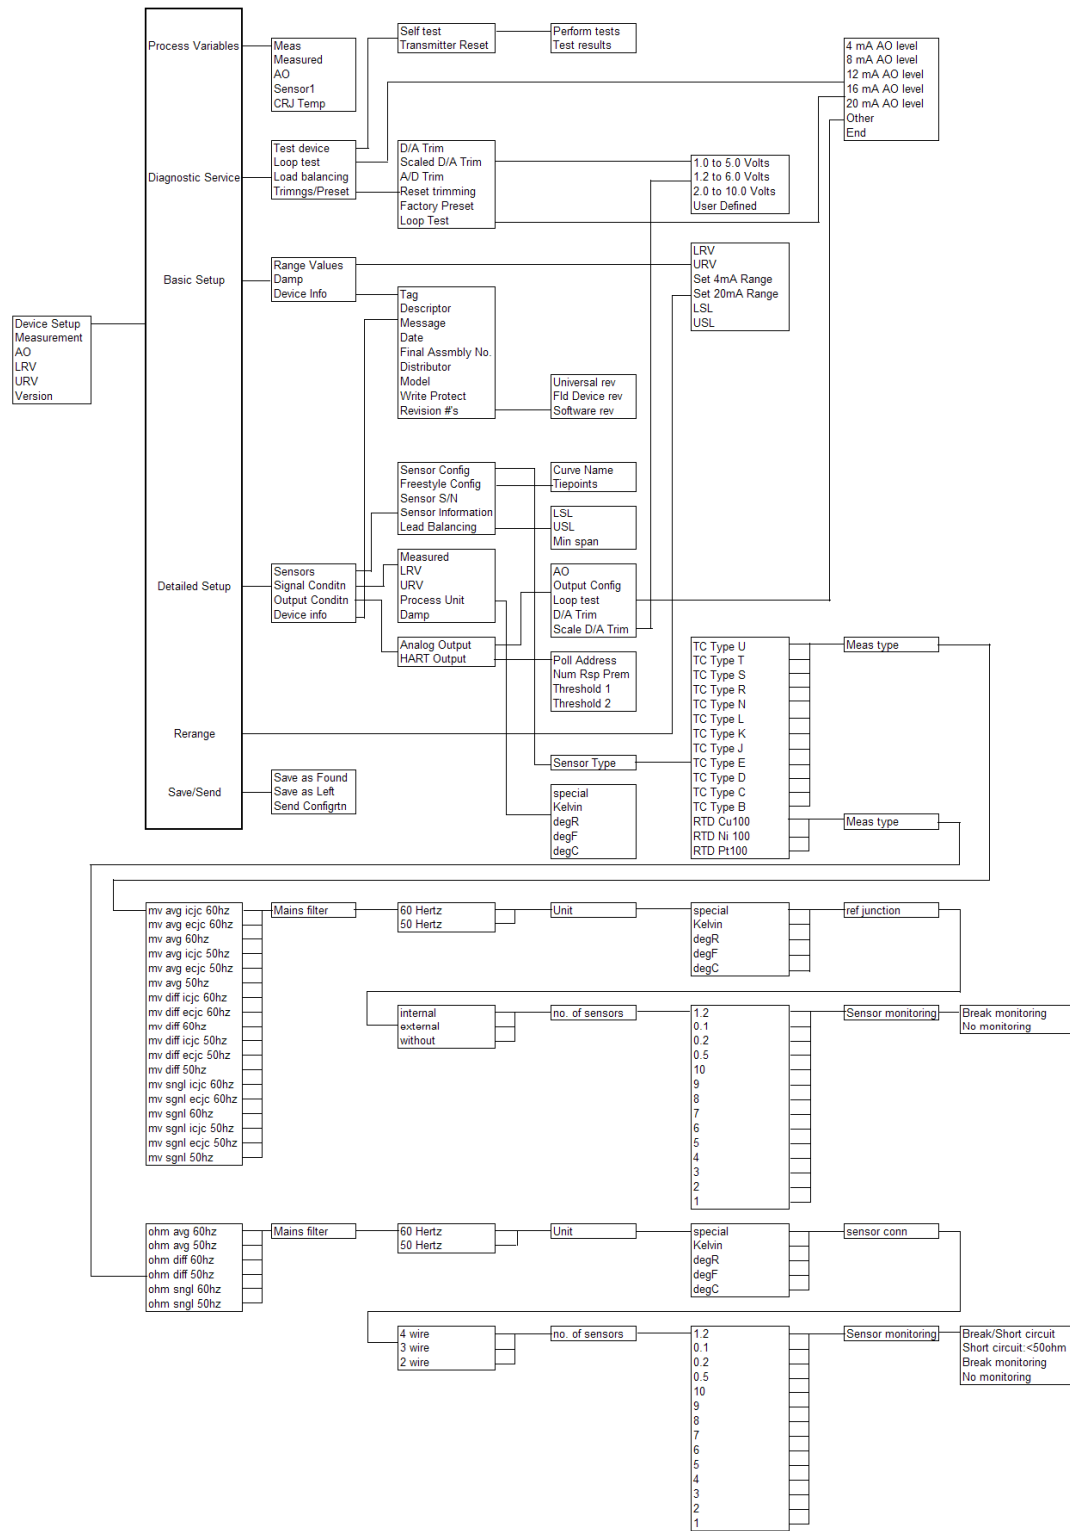 Device Setup
Measurement
AO
LRV
URV
Version
Process Variables
Diagnostic Service
Basic Setup
Detailed Setup
Rerange
Save/Send
Meas
Measured
AO
Sensor1
CRJ Temp
Self test
Transmitter Reset
Perform tests
Test results
4 mA AO level
8 mA AO level
12 mA AO level
16 mA AO level
20 mA AO level
Other
End
Test device
Loop test
Load balancing
Trimngs/Preset
D/A Trim
Scaled D/A Trim
A/D Trim
Reset trimming
Factory Preset
Loop Test
1.0 to 5.0 Volts
1.2 to 6.0 Volts
2.0 to 10.0 Volts
User Defined
Range Values
Damp
Device Info
LRV
URV
Set 4mA Range
Set 20mA Range
LSL
USL
Tag
Descriptor
Message
Date
Final Assmbly No.
Distributor
Model
Write Protect
Revision #'s
Universal rev
Fld Device rev
Software rev
Sensors
Signal Conditn
Output Conditn
Device info
Sensor Config
Freestyle Config
Sensor S/N
Sensor Information
Lead Balancing
Curve Name
Tiepoints
LSL
USL
Min span
Measured
LRV
URV
Process Unit
Damp
Analog Output
HART Output
AO
Output Config
Loop test
D/A Trim
Scale D/A Trim
Poll Address
Num Rsp Prem
Threshold 1
Threshold 2
Sensor Type
special
Kelvin
degR
degF
degC
TC Type U
TC Type T
TC Type S
TC Type R
TC Type N
TC Type L
TC Type K
TC Type J
TC Type E
TC Type D
TC Type C
TC Type B
RTD Cu100
RTD Ni 100
RTD Pt100
Meas type
Meas type
Save as Found
Save as Left
Send Configrtn
mv avg icjc 60hz
mv avg ecjc 60hz
mv avg 60hz
mv avg icjc 50hz
mv avg ecjc 50hz
mv avg 50hz
mv diff icjc 60hz
mv diff ecjc 60hz
mv diff 60hz
mv diff icjc 50hz
mv diff ecjc 50hz
mv diff 50hz
mv sngl icjc 60hz
mv sgnl ecjc 60hz
mv sgnl 60hz
mv sgnl icjc 50hz
mv sgnl ecjc 50hz
mv sgnl 50hz
Mains filter
60 Hertz
50 Hertz
Unit
special
Kelvin
degR
degF
degC
ref junction
internal
external
without
no. of sensors
1.2
0.1
0.2
0.5
10
9
8
7
6
5
4
3
2
1
Sensor monitoring
Break monitoring
No monitoring
ohm avg 60hz
ohm avg 50hz
ohm diff 60hz
ohm diff 50hz
ohm sngl 60hz
ohm sngl 50hz
Mains filter
60 Hertz
50 Hertz
Unit
special
Kelvin
degR
degF
degC
sensor conn
4 wire
3 wire
2 wire
no. of sensors
1.2
0.1
0.2
0.5
10
9
8
7
6
5
4
3
2
1
Sensor monitoring
Break/Short circuit
Short circuit:<50ohm
Break monitoring
No monitoring